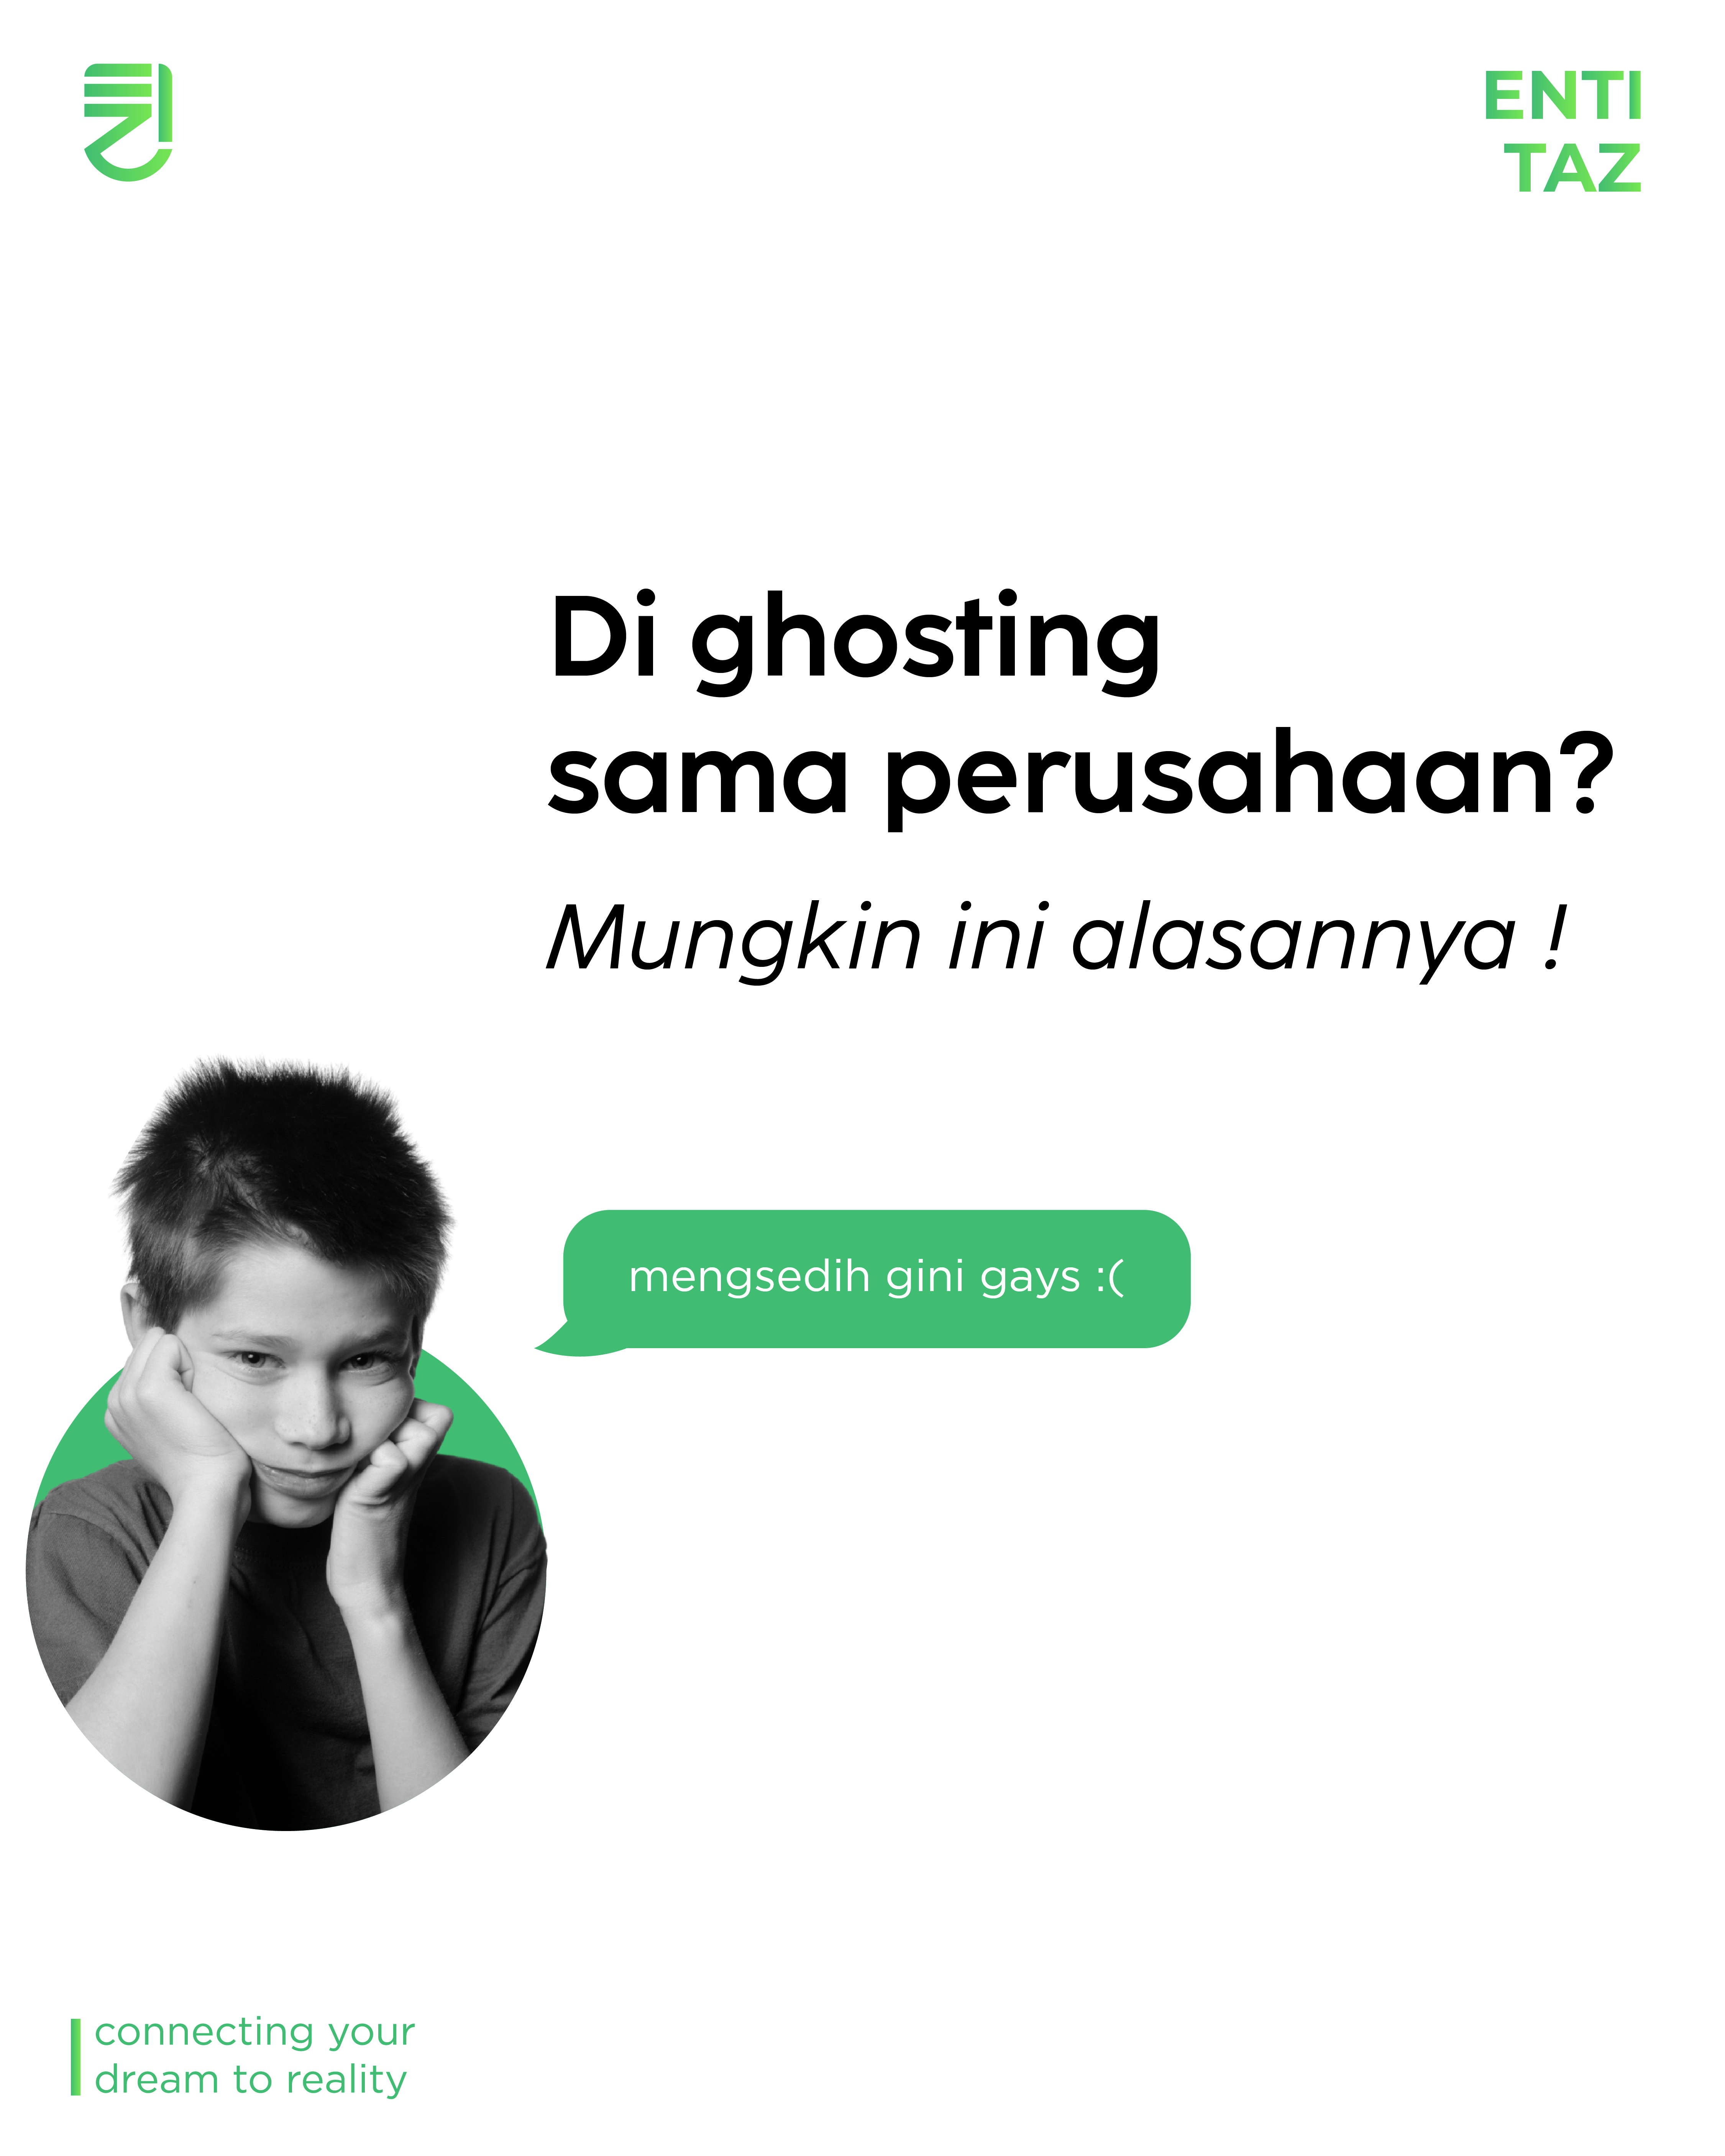 ENTI
TAZ
Di ghosting
sama perusahaan?
Mungkin ini alasannya !
mengsedih gini gays :(
connecting your
dream to reality